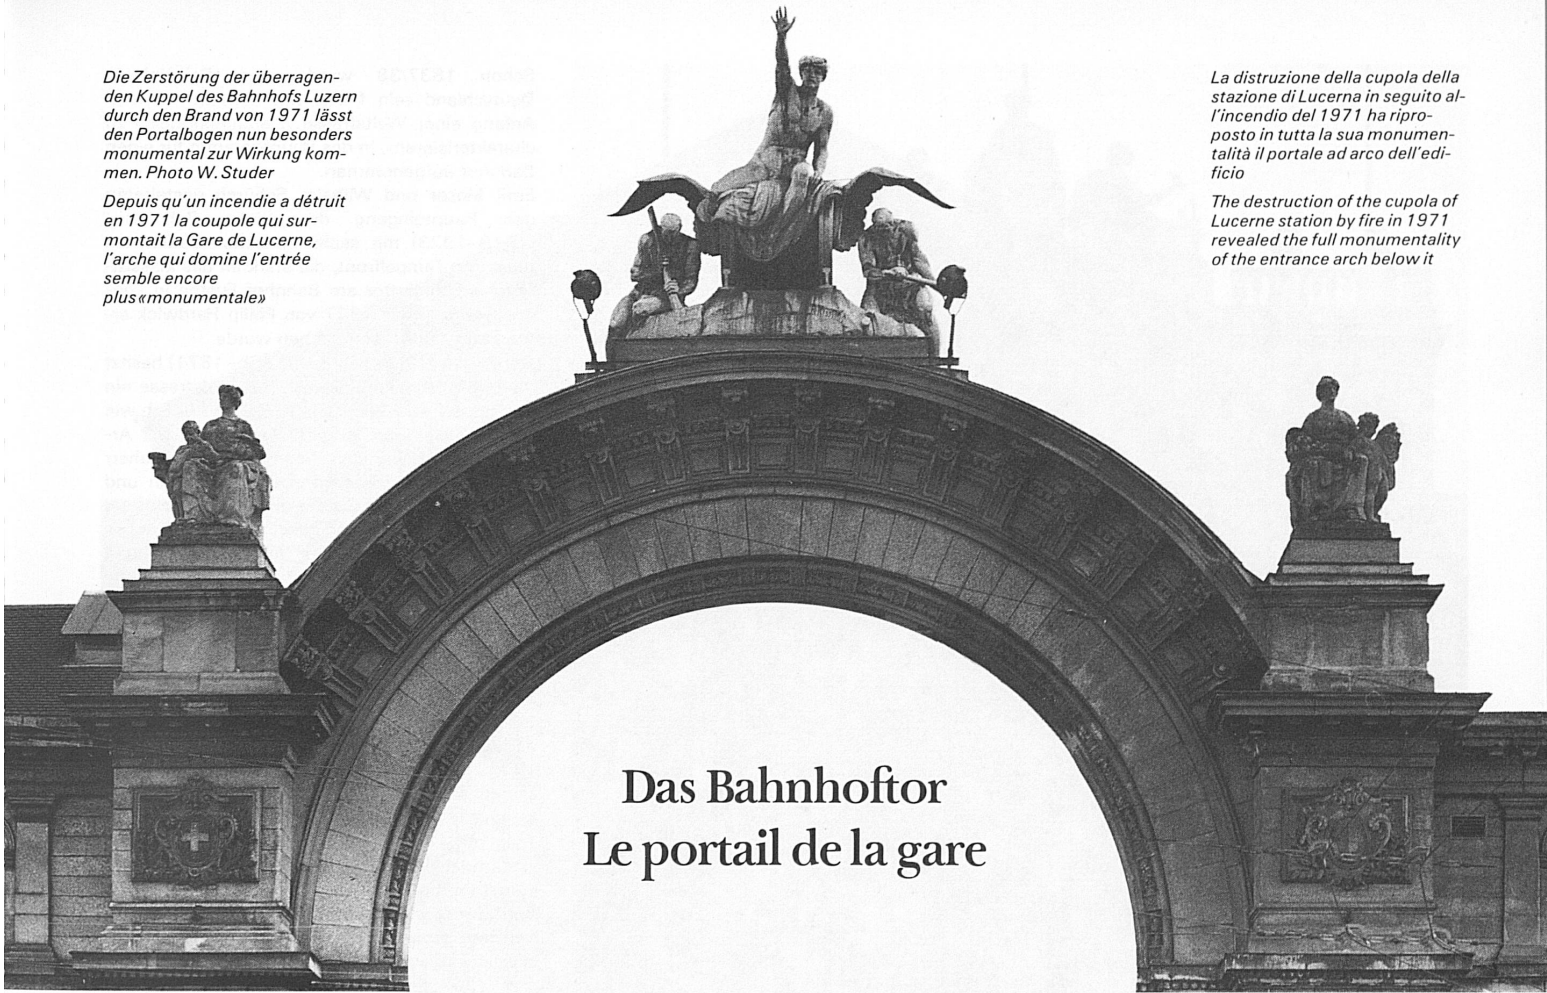 Die Zerstörung der überragen-
den Kuppel des Bahnhofs Luzern
durch den Brand von 1971 lässt
den Portalbogen nun besonders
monumental zur Wirkung kom-
men. Photo W. Studer
Depuis qu'un incendie a détruit
en 1971 la coupole qui sur-
montait la Gare de Lucerne,
l'arche qui domine l'entrée
semble encore
plus «monumentale»
La distruzione della cupola della
stazione di Lucerna in seguito al-
l'incendio del 1971 ha ripro-
posto in tutta la sua monumen-
talità il portale ad arco dell'edi-
ficio
The destruction of the cupola of
Lucerne station by fire in 1971
revealed the full monumentality
of the entrance arch below it
Das Bahnhoftor
Le portail de la gare